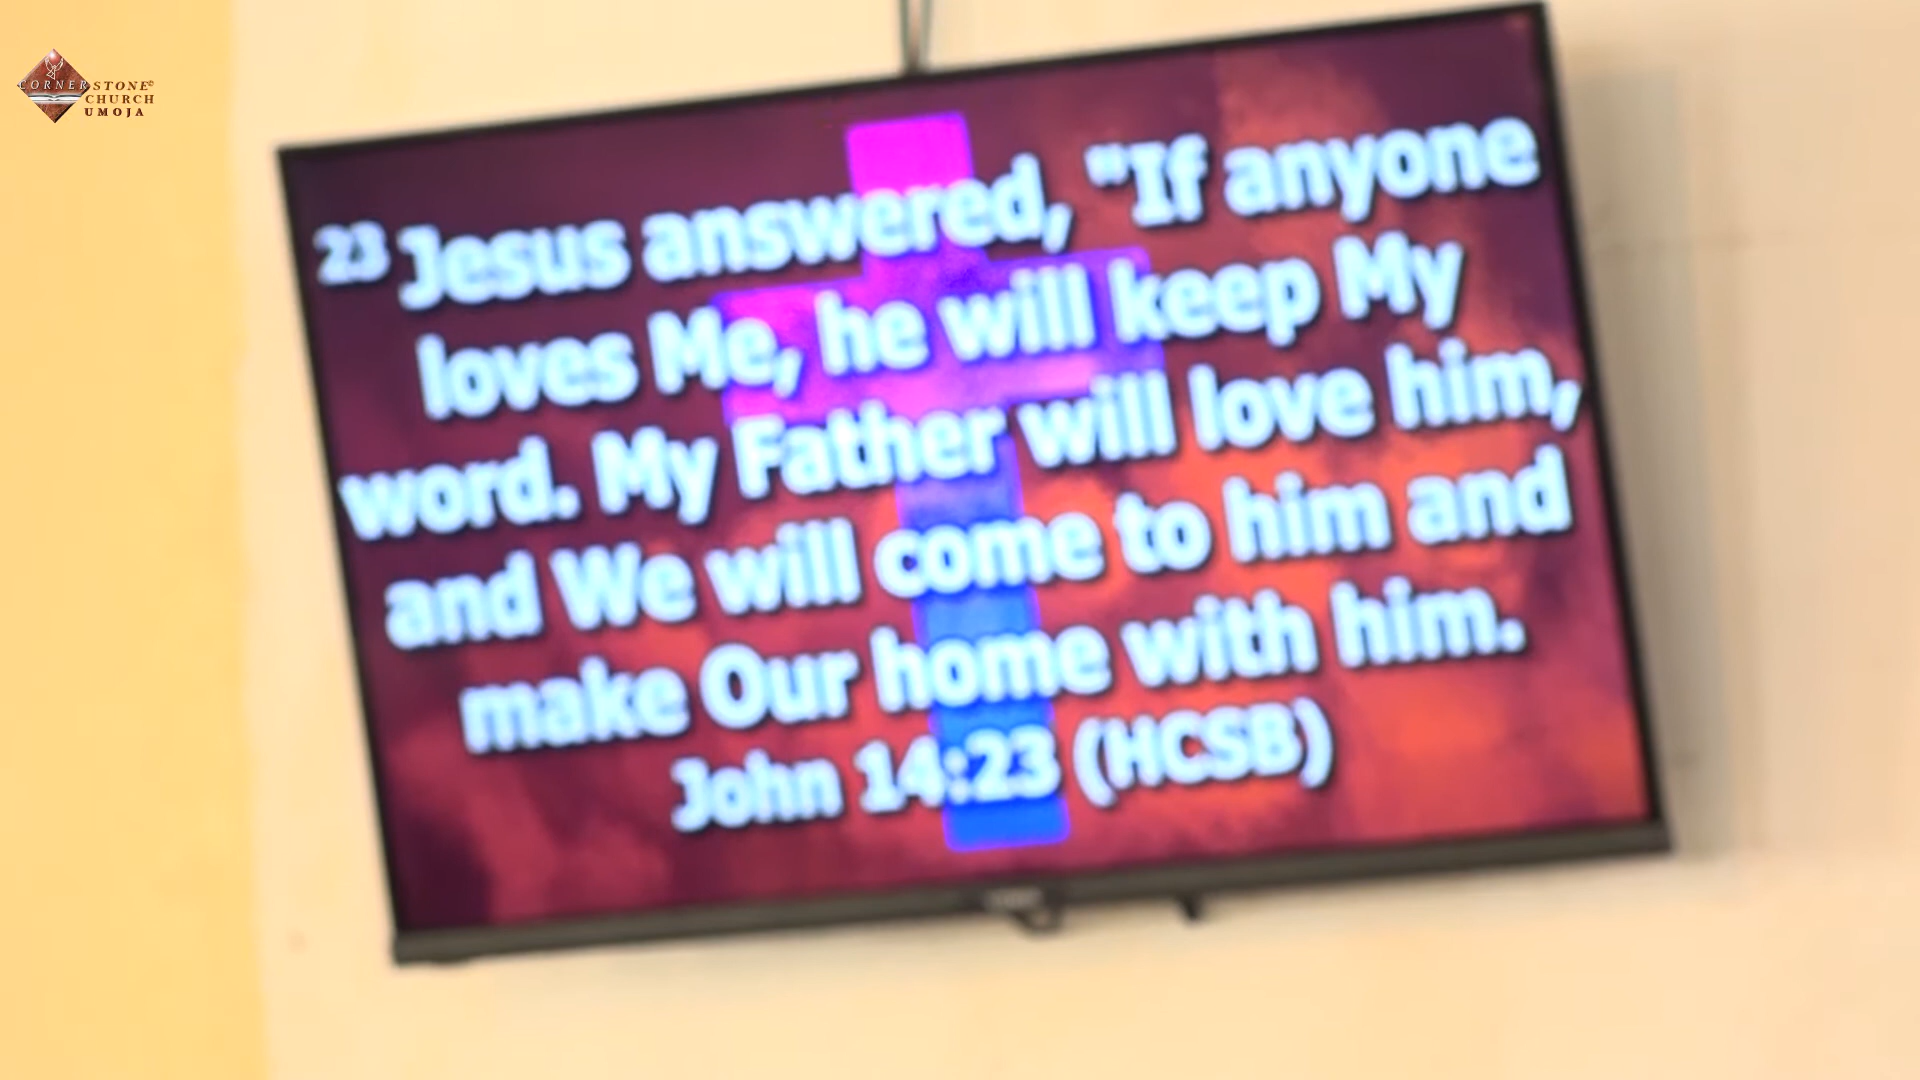 CORNERSTONE
CHURCH
UMOJA
23 Jesus answered, "If anyone
loves Me, he will keep My
word. My Father will love him,
and We will come to him and
make Our home with him.
John 14:23 (HCSB)